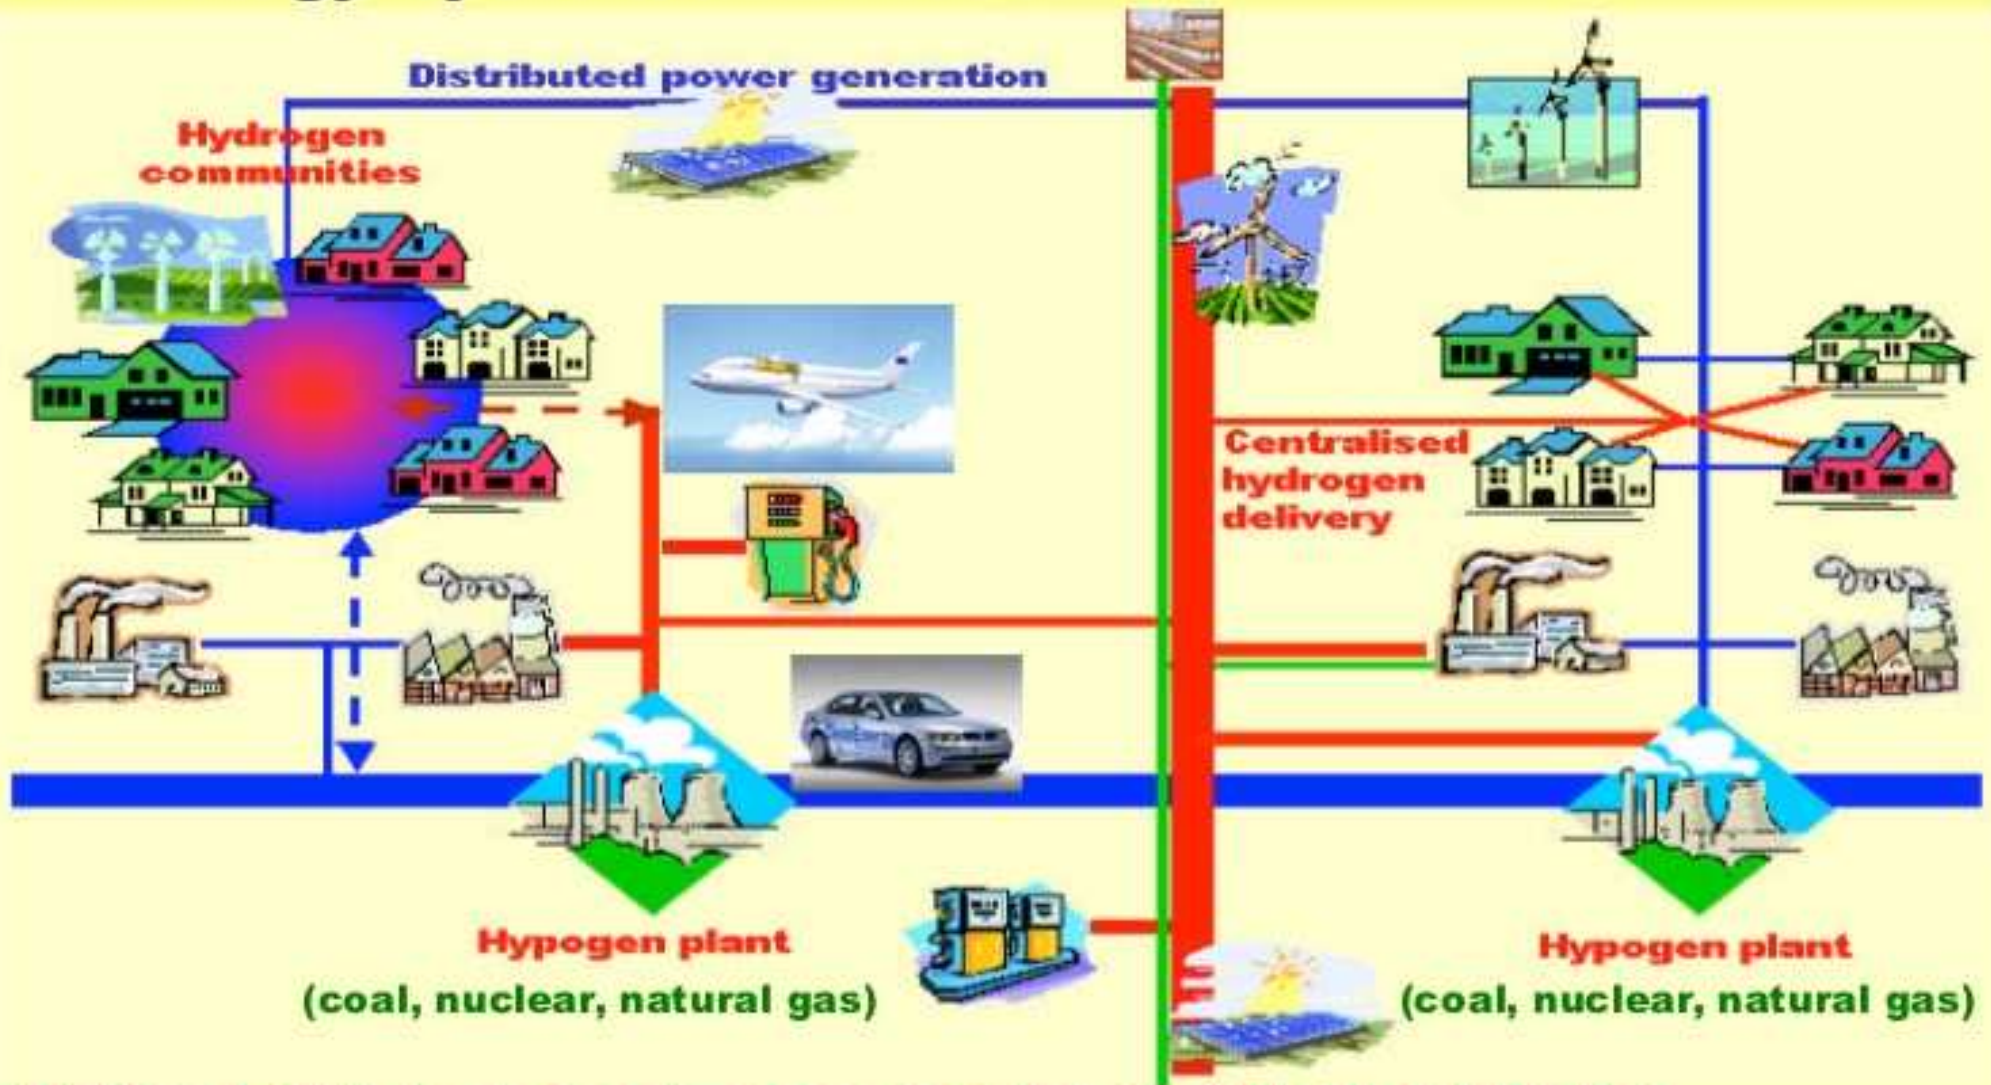 Distributed power generation
Hydrogen
communities
Centralised
hydrogen
delivery
Hypogen plant
(coal, nuclear, natural gas)
Hypogen plant
(coal, nuclear, natural gas)